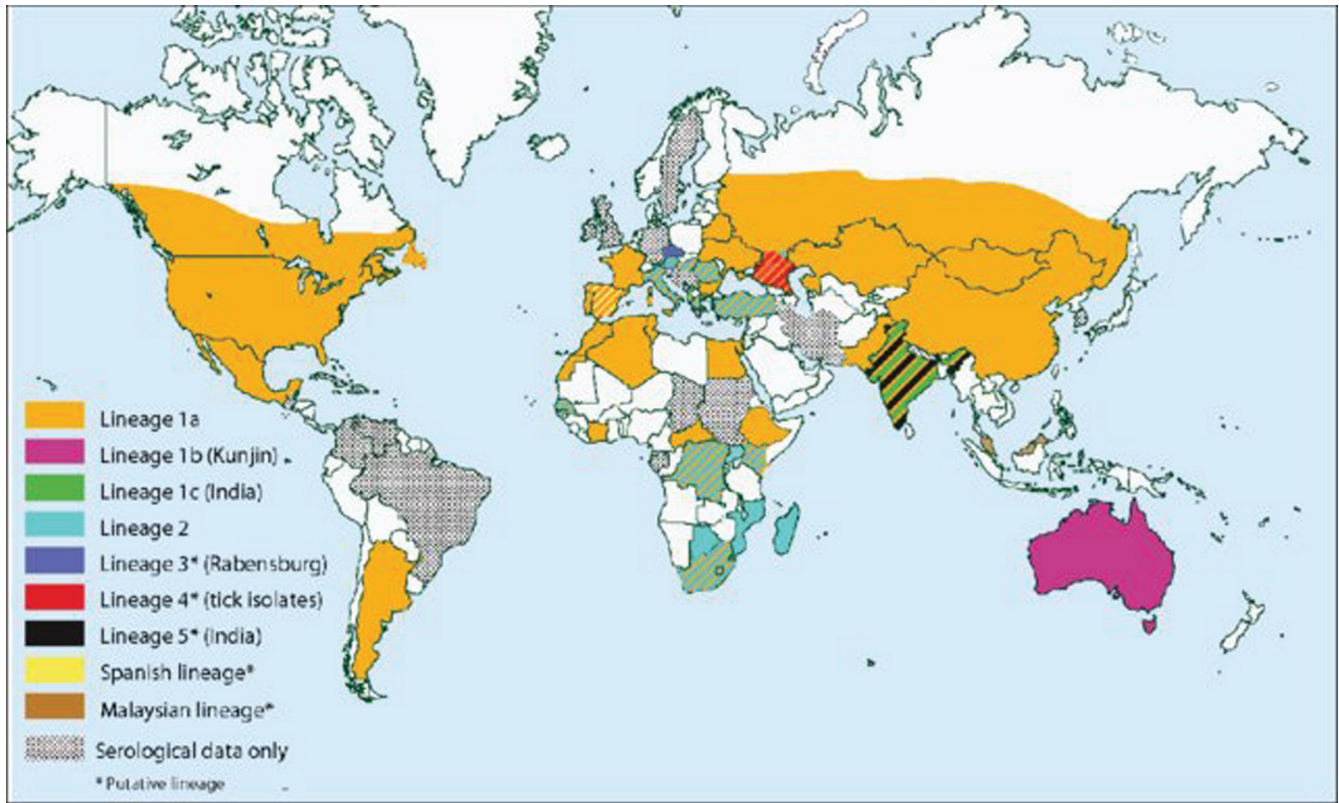 Lineage 1a
Lineage 1b (Kunjin)
Lineage 1c (India)
Lineage 2
Lineage 3* (Rabensburg)
Lineage 4* (tick isolates)
Lineage 5* (India)
Spanish lineage*
Malaysian lineage*
Serological data only
* Putative lineage